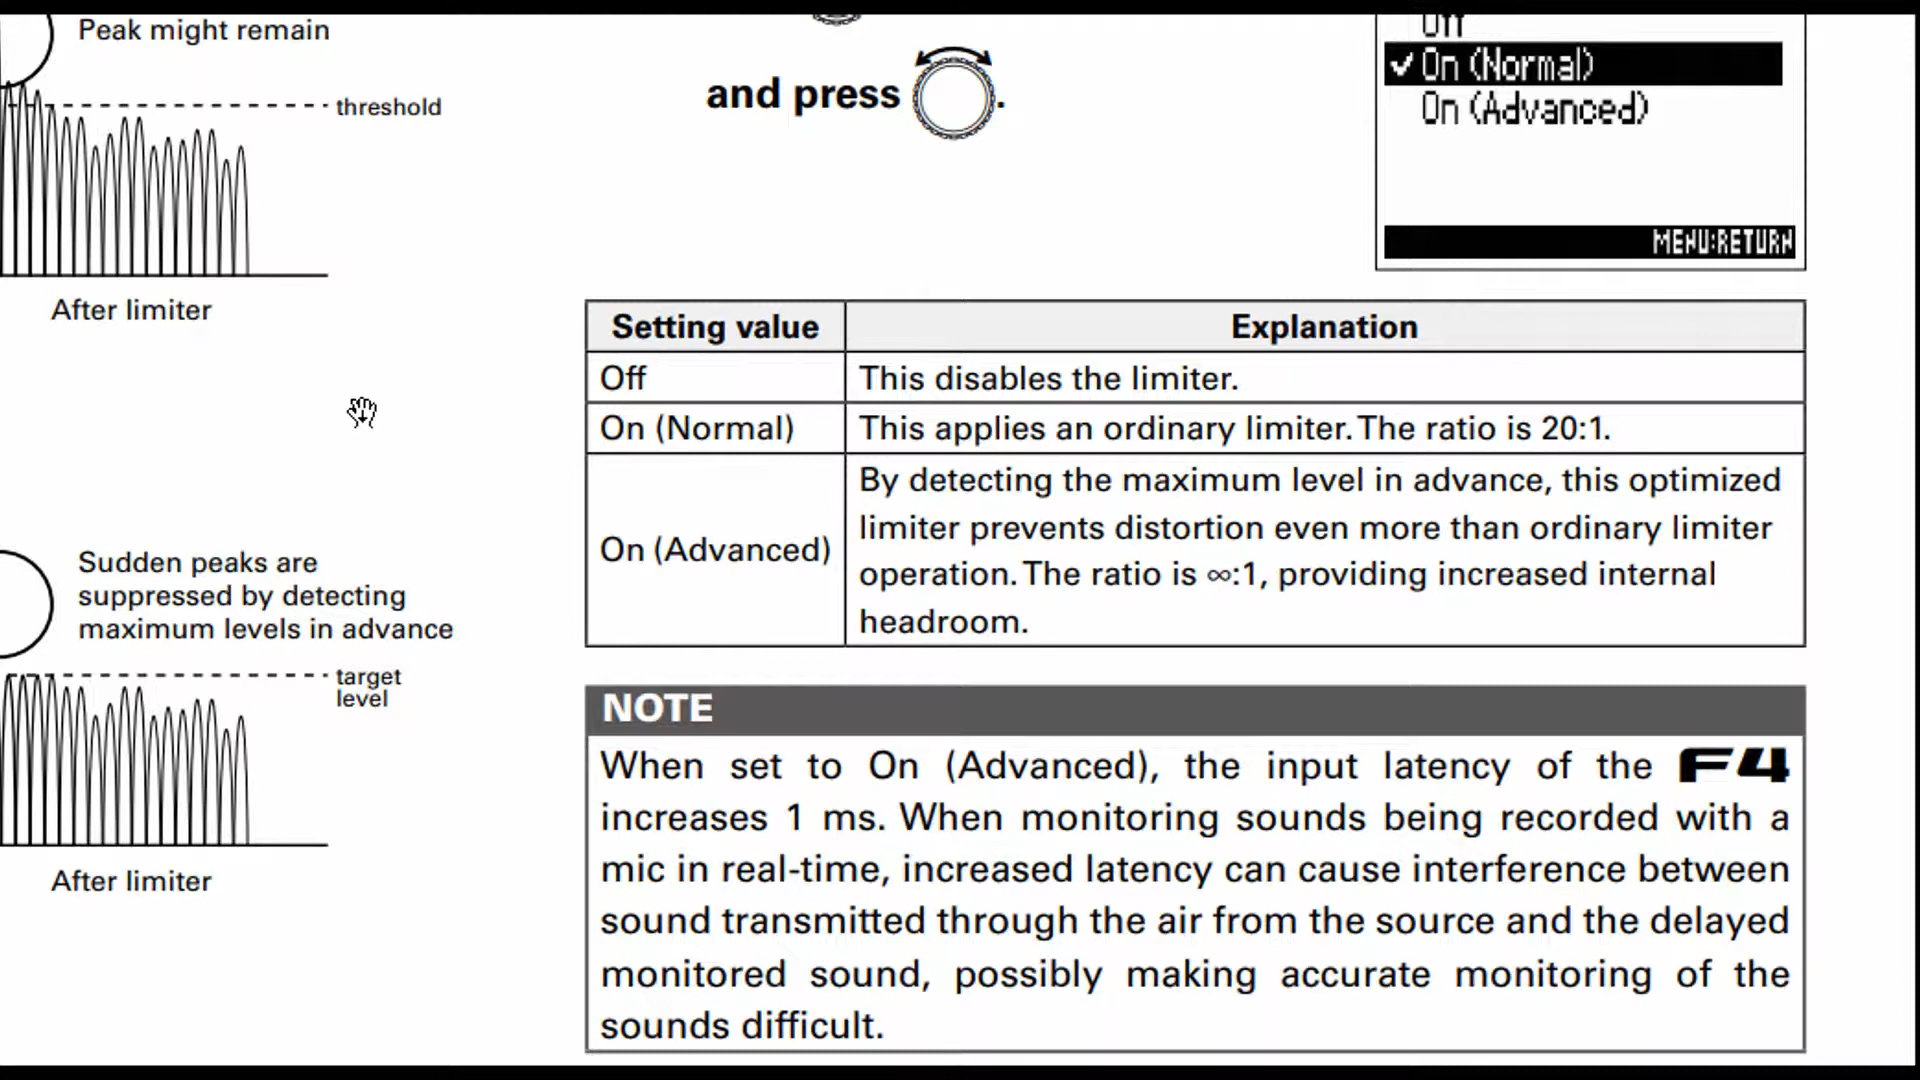 Peak might remain
threshold
After limiter
Sudden peaks are
suppressed by detecting
maximum levels in advance
target
level
After limiter
and press .
Off
✓ On (Normal)
On (Advanced)
MENU:RETURN
Setting value Explanation
Off This disables the limiter.
On (Normal) This applies an ordinary limiter. The ratio is 20:1.
On (Advanced) By detecting the maximum level in advance, this optimized
limiter prevents distortion even more than ordinary limiter
operation. The ratio is ∞:1, providing increased internal
headroom.
NOTE
When set to On (Advanced), the input latency of the F4
increases 1 ms. When monitoring sounds being recorded with a
mic in real-time, increased latency can cause interference between
sound transmitted through the air from the source and the delayed
monitored sound, possibly making accurate monitoring of the
sounds difficult.